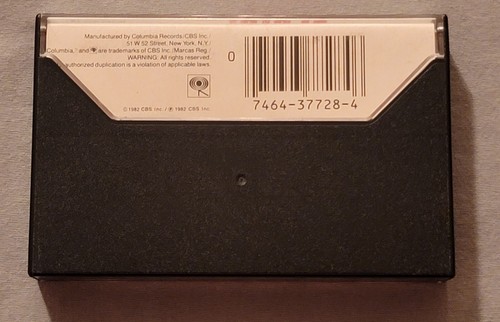 Manufactured by Columbia Records/CBS Inc./
51 W 52 Street, New York, N.Y./
Columbia," and are trademarks of CBS Inc./Marcas Reg./
WARNING: All rights reserved.
authorized duplication is a violation of applicable laws.
© 1982 CBS Inc./ ℗ 1982 CBS Inc.
0
7464-37728-4